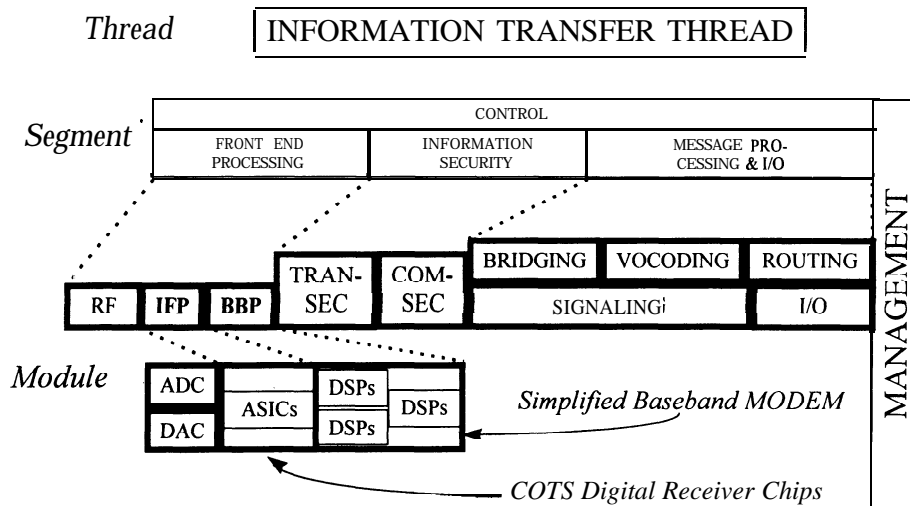 Thread INFORMATION TRANSFER THREAD
CONTROL
Segment
FRONT END
PROCESSING
INFORMATION
SECURITY
MESSAGE PRO-
CESSING & I/O
MANAGEMENT
RF
IFP
BBP
TRAN-
SEC
COM-
SEC
BRIDGING
VOCODING
ROUTING
SIGNALING
I/O
Module
ADC
DAC
ASICs
DSPs
DSPs
DSPs
Simplified Baseband MODEM
COTS Digital Receiver Chips